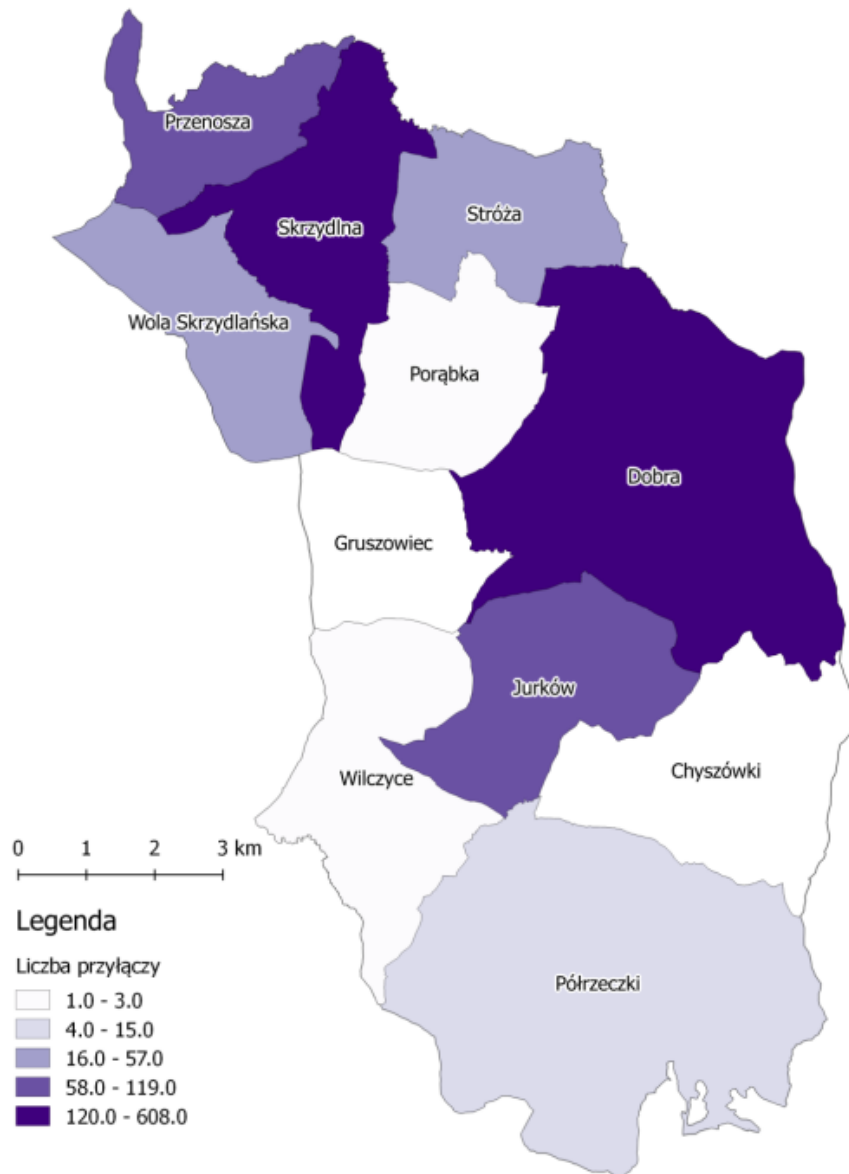 Przenosza
Stróża
Skrzydlna
Wola Skrzydlańska
Porąbka
Dobra
Gruszowiec
Jurków
Chyszówki
Wilczyce
0 1 2 3 km
Legenda
Półrzeczki
Liczba przyłączy
1.0 - 3.0
4.0 - 15.0
16.0 - 57.0
58.0 - 119.0
120.0 - 608.0